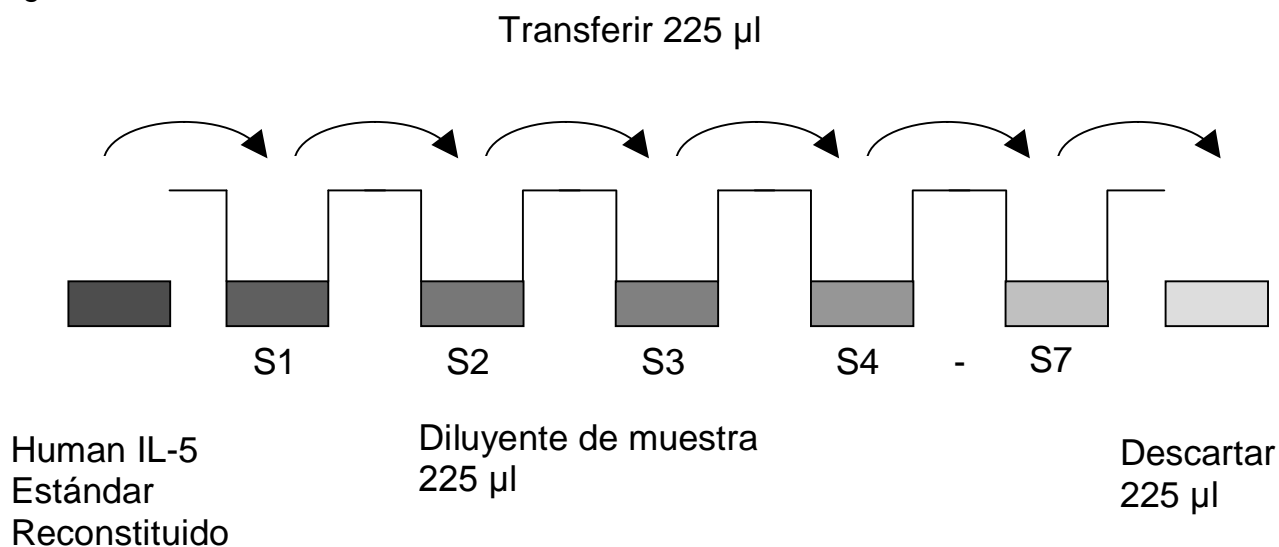 Transferir 225 µl
S1 S2 S3 S4 - S7
Human IL-5
Estándar
Reconstituido
Diluyente de muestra
225 µl
Descartar
225 µl